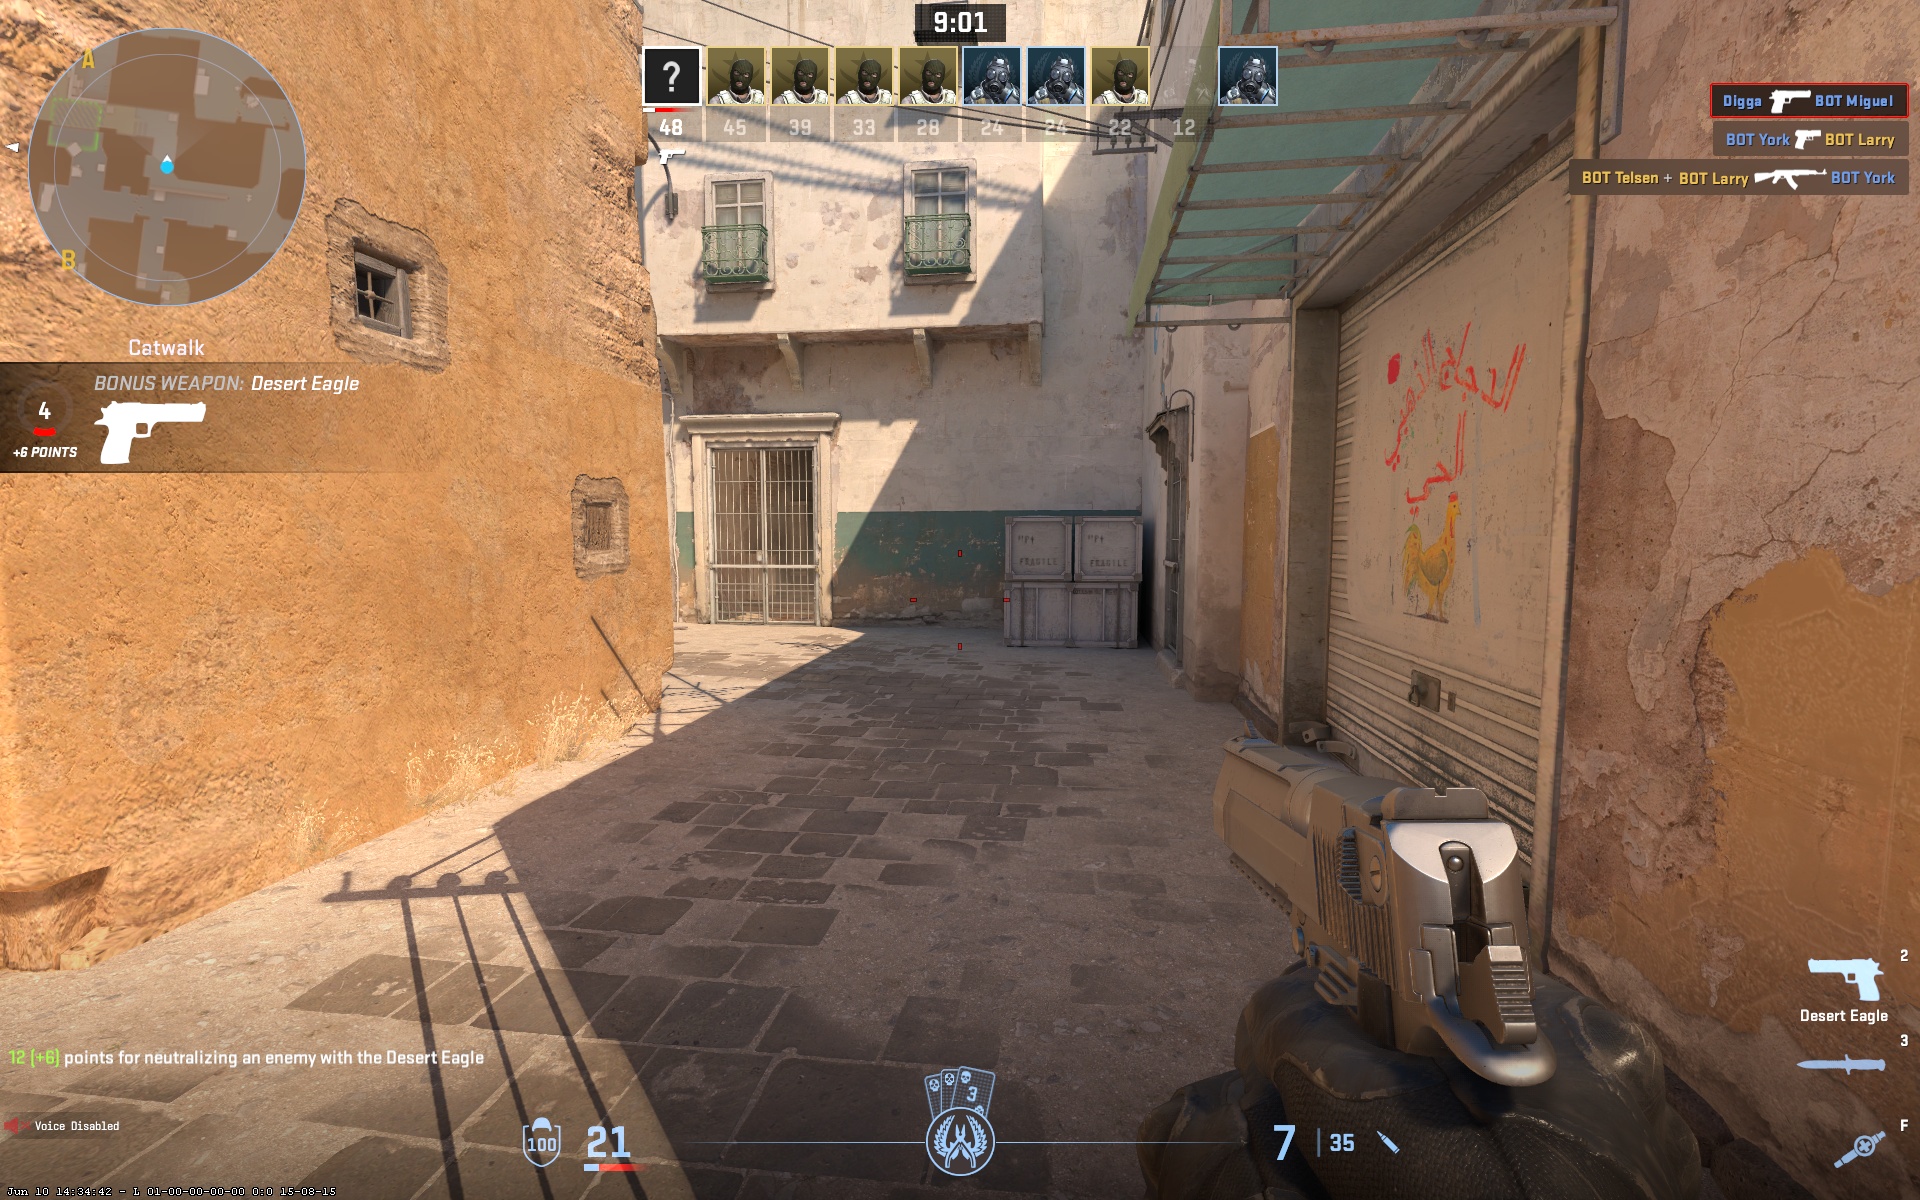 9:01
A
?
48 45 39 33 28 24 24 22 12
Digga BOT Miguel
BOT York BOT Larry
BOT Telsen + BOT Larry BOT York
B
Catwalk
BONUS WEAPON: Desert Eagle
4
+6 POINTS
الدجاج الذهبي
الحي
FRAGILE FRAGILE
2
Desert Eagle
3
12 (+6) points for neutralizing an enemy with the Desert Eagle
3
Voice Disabled
100 21
7 35
F
Jun 10 14:34:42 - L 01-00-00-00-00 0:0 15-08-15